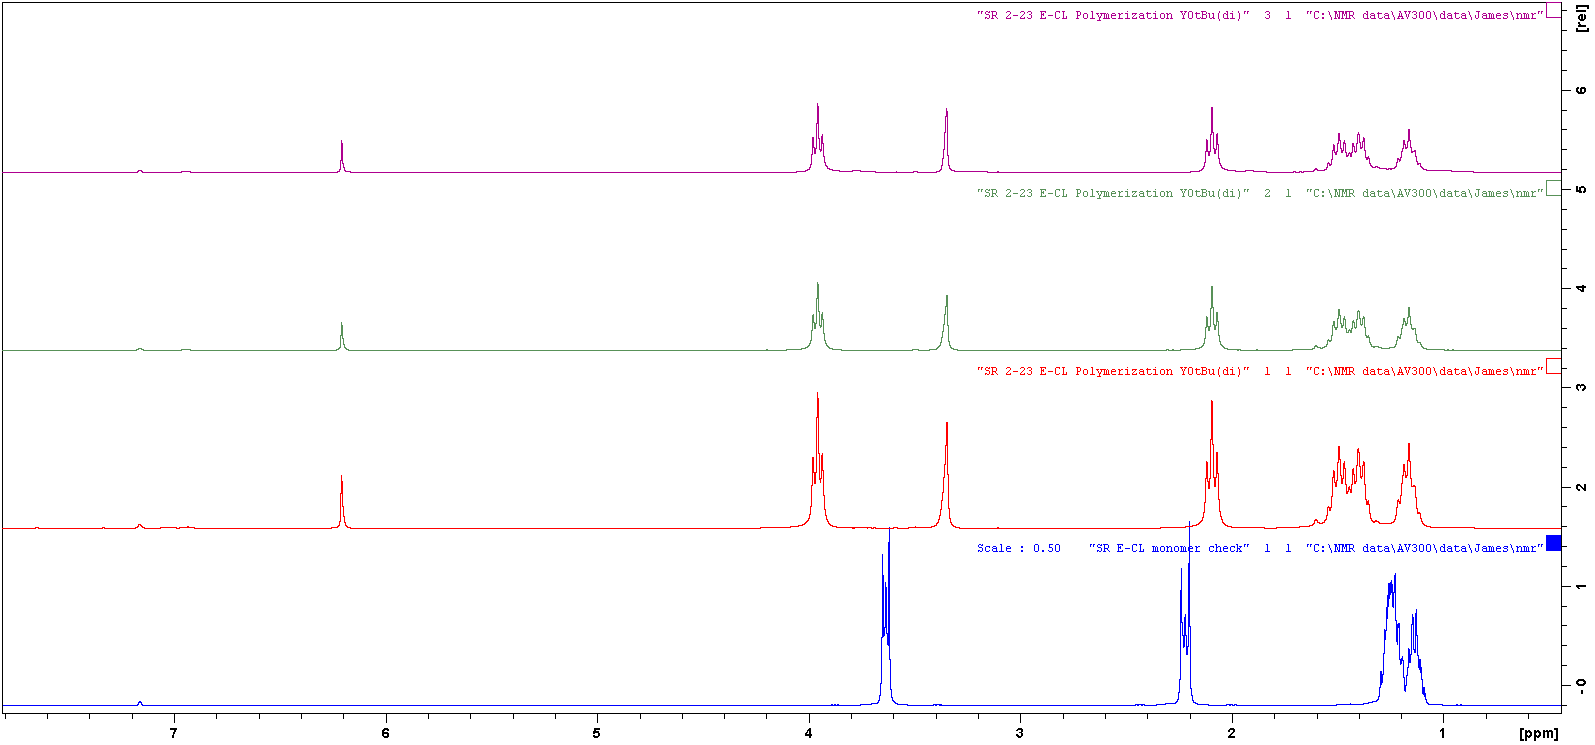 "SR 2-23 E-CL Polymerization YOtBu(di)" 3 1 "C:\NMR data\AV300\data\James\nmr"
[rel]
6
"SR 2-23 E-CL Polymerization YOtBu(di)" 2 1 "C:\NMR data\AV300\data\James\nmr"
5
4
"SR 2-23 E-CL Polymerization YOtBu(di)" 1 1 "C:\NMR data\AV300\data\James\nmr"
3
2
Scale : 0.50 "SR E-CL monomer check" 1 1 "C:\NMR data\AV300\data\James\nmr"
1
- 0
7 6 5 4 3 2 1 [ppm]